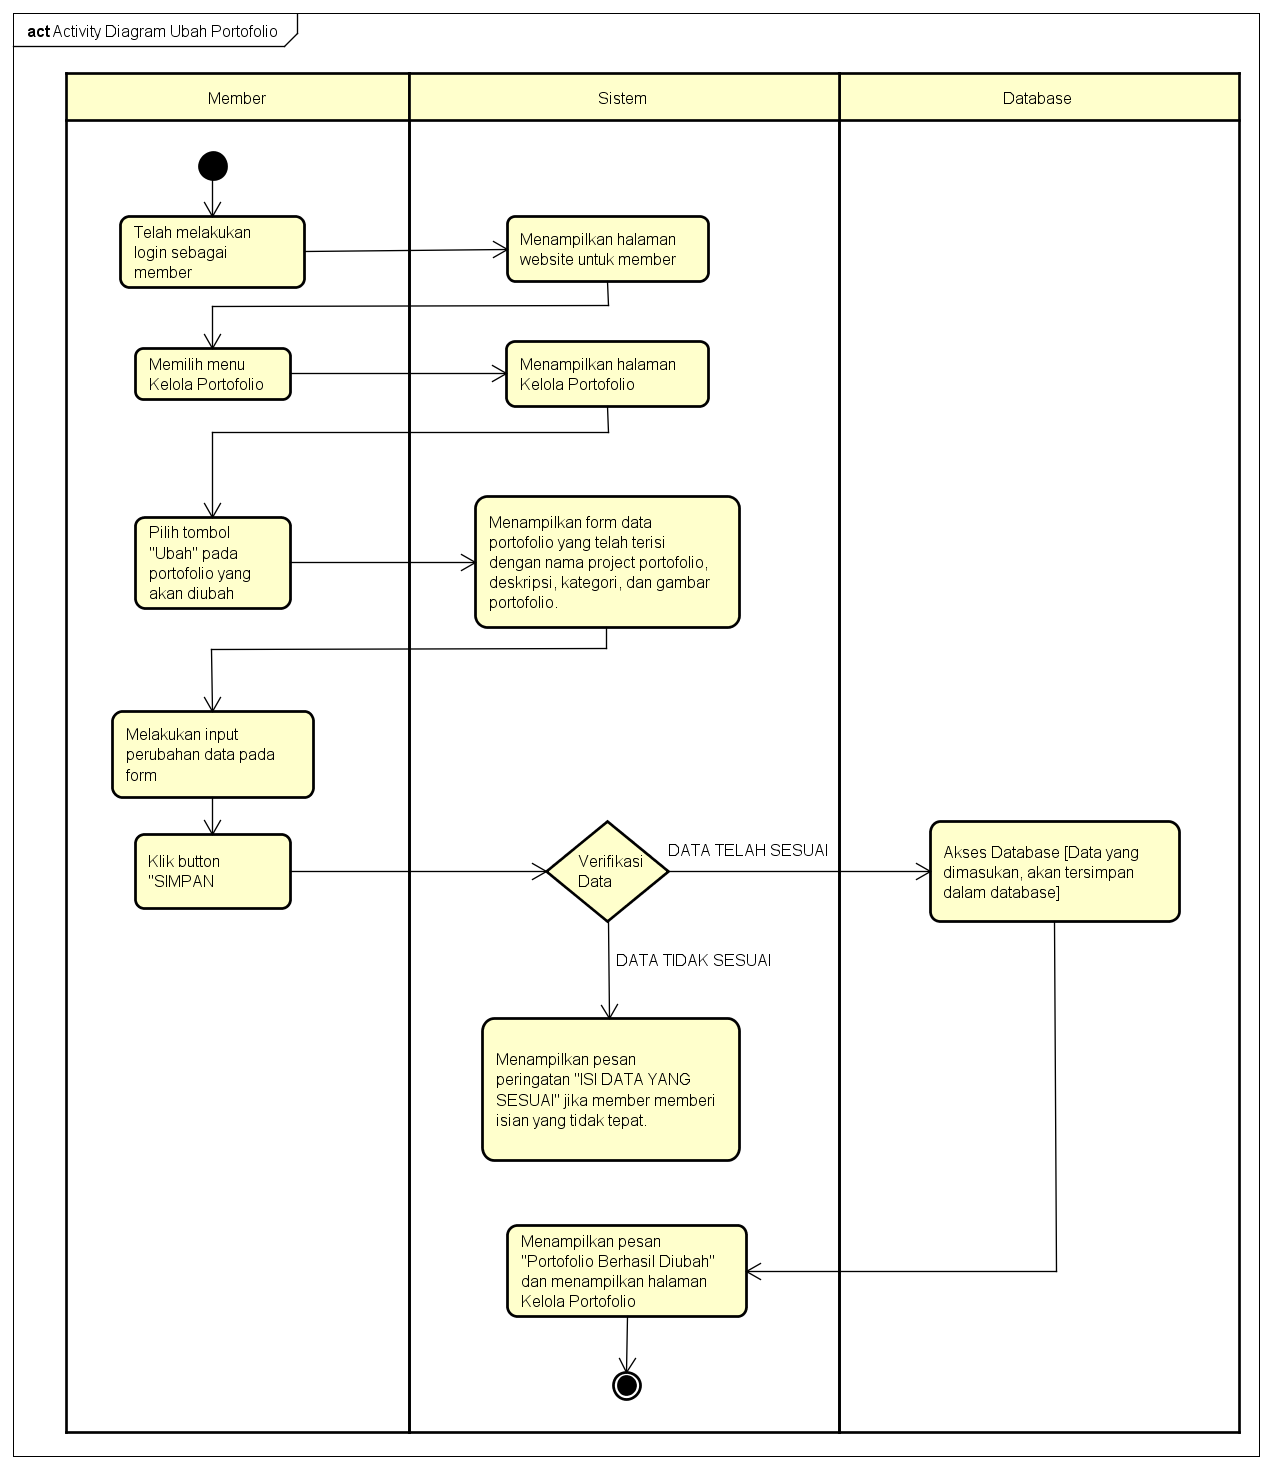 act Activity Diagram Ubah Portofolio
Member
Sistem
Database
Telah melakukan
login sebagai
member
Menampilkan halaman
website untuk member
Memilih menu
Kelola Portofolio
Menampilkan halaman
Kelola Portofolio
Pilih tombol
"Ubah" pada
portofolio yang
akan diubah
Menampilkan form data
portofolio yang telah terisi
dengan nama project portofolio,
deskripsi, kategori, dan gambar
portofolio.
Melakukan input
perubahan data pada
form
Klik button
"SIMPAN
Verifikasi
Data
DATA TELAH SESUAI
Akses Database [Data yang
dimasukan, akan tersimpan
dalam database]
DATA TIDAK SESUAI
Menampilkan pesan
peringatan "ISI DATA YANG
SESUAI" jika member memberi
isian yang tidak tepat.
Menampilkan pesan
"Portofolio Berhasil Diubah"
dan menampilkan halaman
Kelola Portofolio